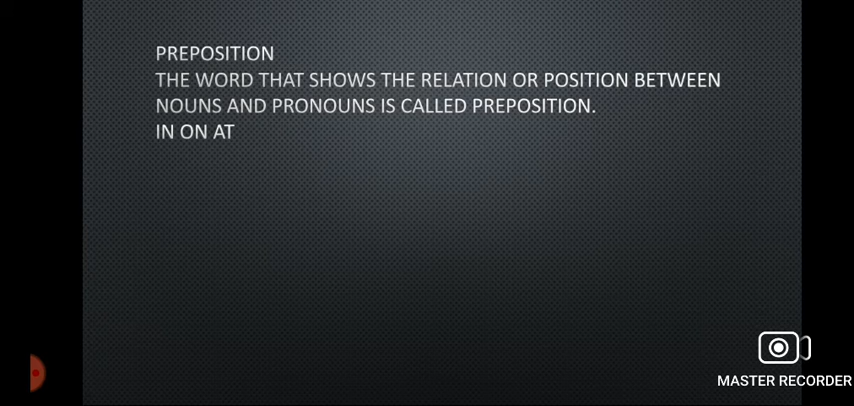 PREPOSITION
THE WORD THAT SHOWS THE RELATION OR POSITION BETWEEN
NOUNS AND PRONOUNS IS CALLED PREPOSITION.
IN ON AT
MASTER RECORDER